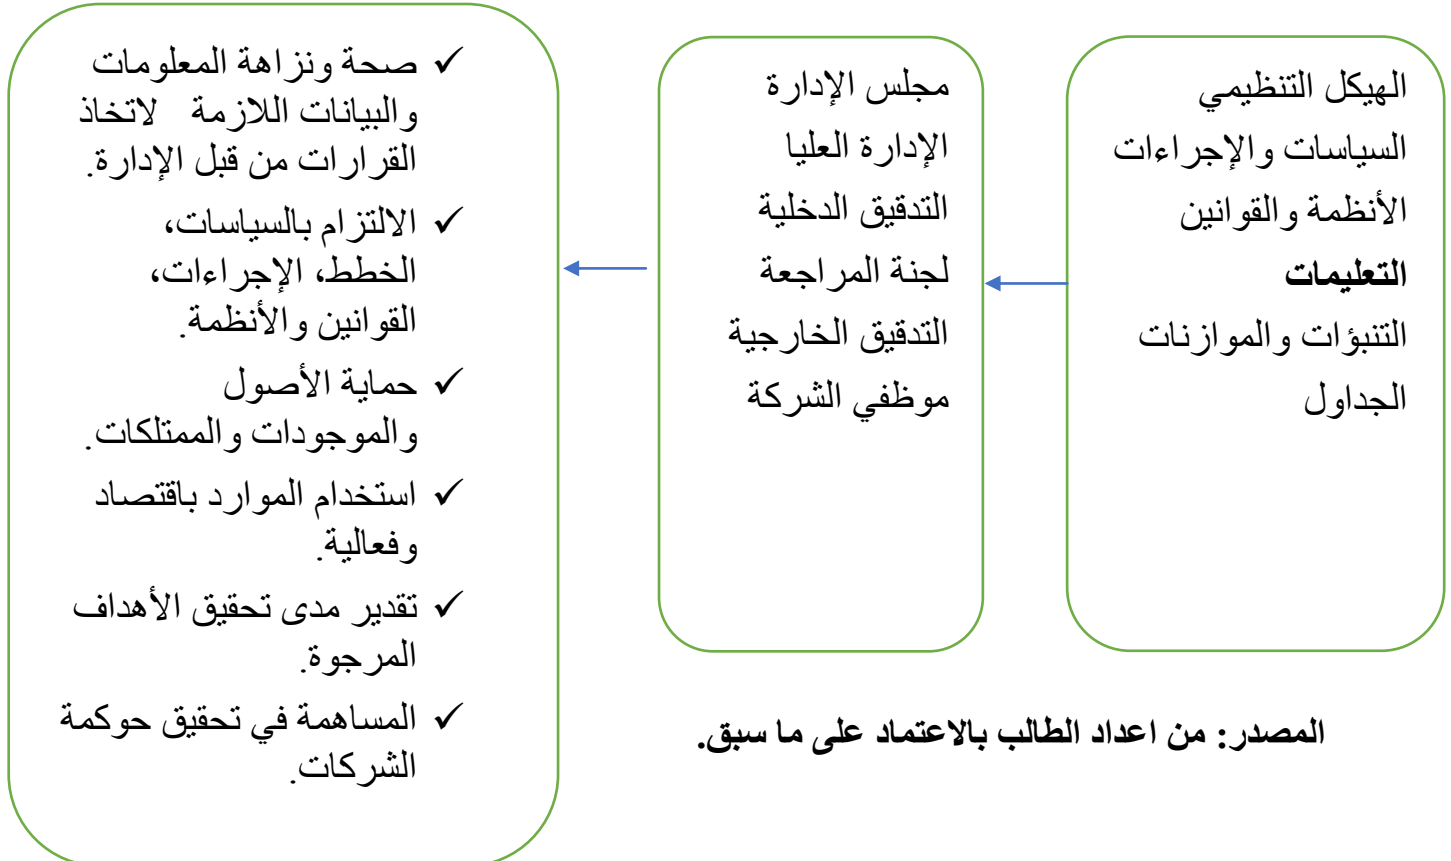 الهيكل التنظيمي
السياسات والإجراءات
الأنظمة والقوانين
التعليمات
التنبؤات والموازنات
الجداول
مجلس الإدارة
الإدارة العليا
التدقيق الدخلية
لجنة المراجعة
التدقيق الخارجية
موظفي الشركة
✓ صحة ونزاهة المعلومات
والبيانات اللازمة لاتخاذ
القرارات من قبل الإدارة.
✓ الالتزام بالسياسات،
الخطط، الإجراءات،
القوانين والأنظمة.
✓ حماية الأصول
والموجودات والممتلكات.
✓ استخدام الموارد باقتصاد
وفعالية.
✓ تقدير مدى تحقيق الأهداف
المرجوة.
✓ المساهمة في تحقيق حوكمة
الشركات.
المصدر: من اعداد الطالب بالاعتماد على ما سبق.